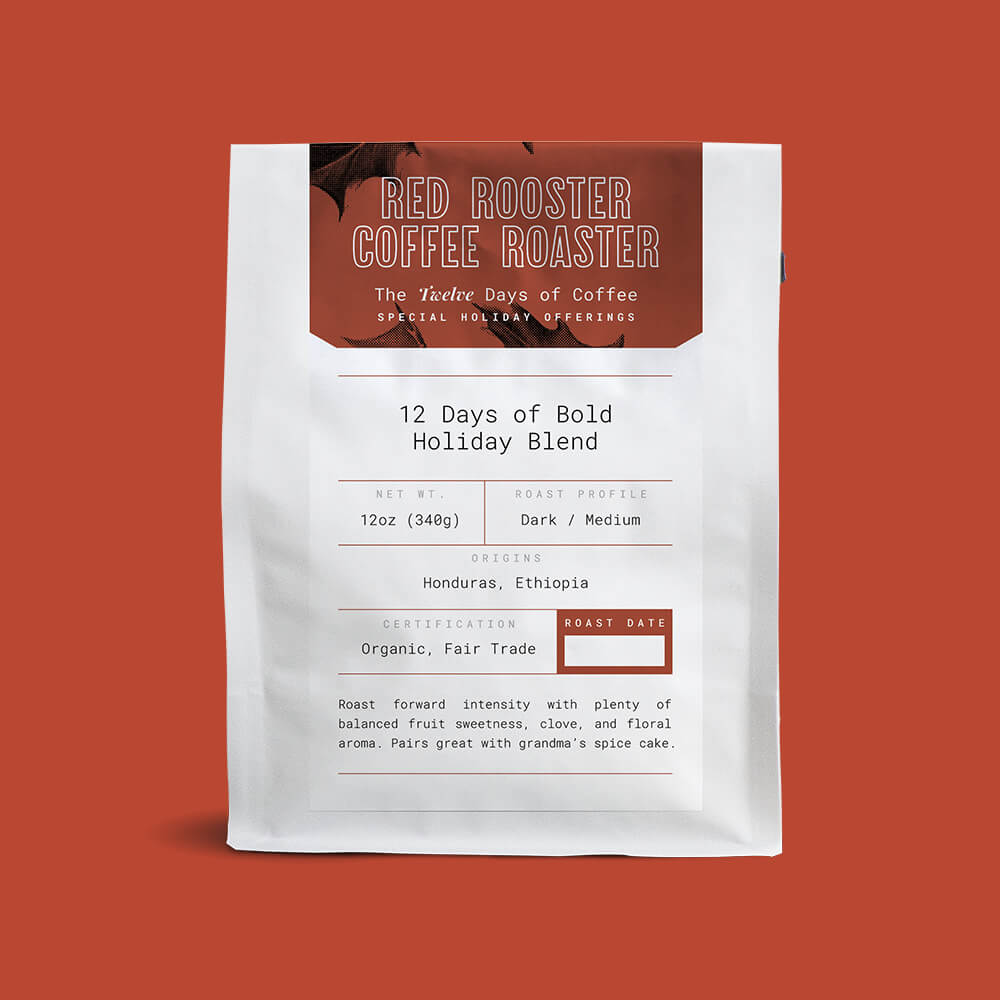 RED ROOSTER
COFFEE ROASTER
The Twelve Days of Coffee
SPECIAL HOLIDAY OFFERINGS
12 Days of Bold
Holiday Blend
NET WT.
12oz (340g)
ROAST PROFILE
Dark / Medium
ORIGINS
Honduras, Ethiopia
CERTIFICATION
Organic, Fair Trade
ROAST DATE
Roast forward intensity with plenty of
balanced fruit sweetness, clove, and floral
aroma. Pairs great with grandma's spice cake.